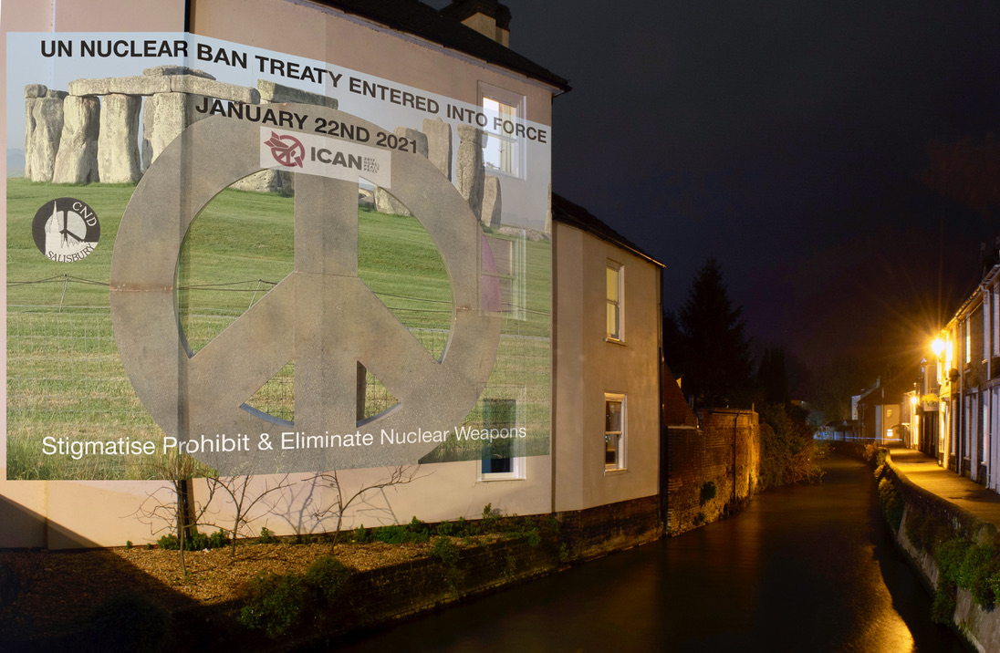 UN NUCLEAR BAN TREATY ENTERED INTO FORCE
JANUARY 22ND 2021
ICAN
CND
SALISBURY
Stigmatise Prohibit & Eliminate Nuclear Weapons